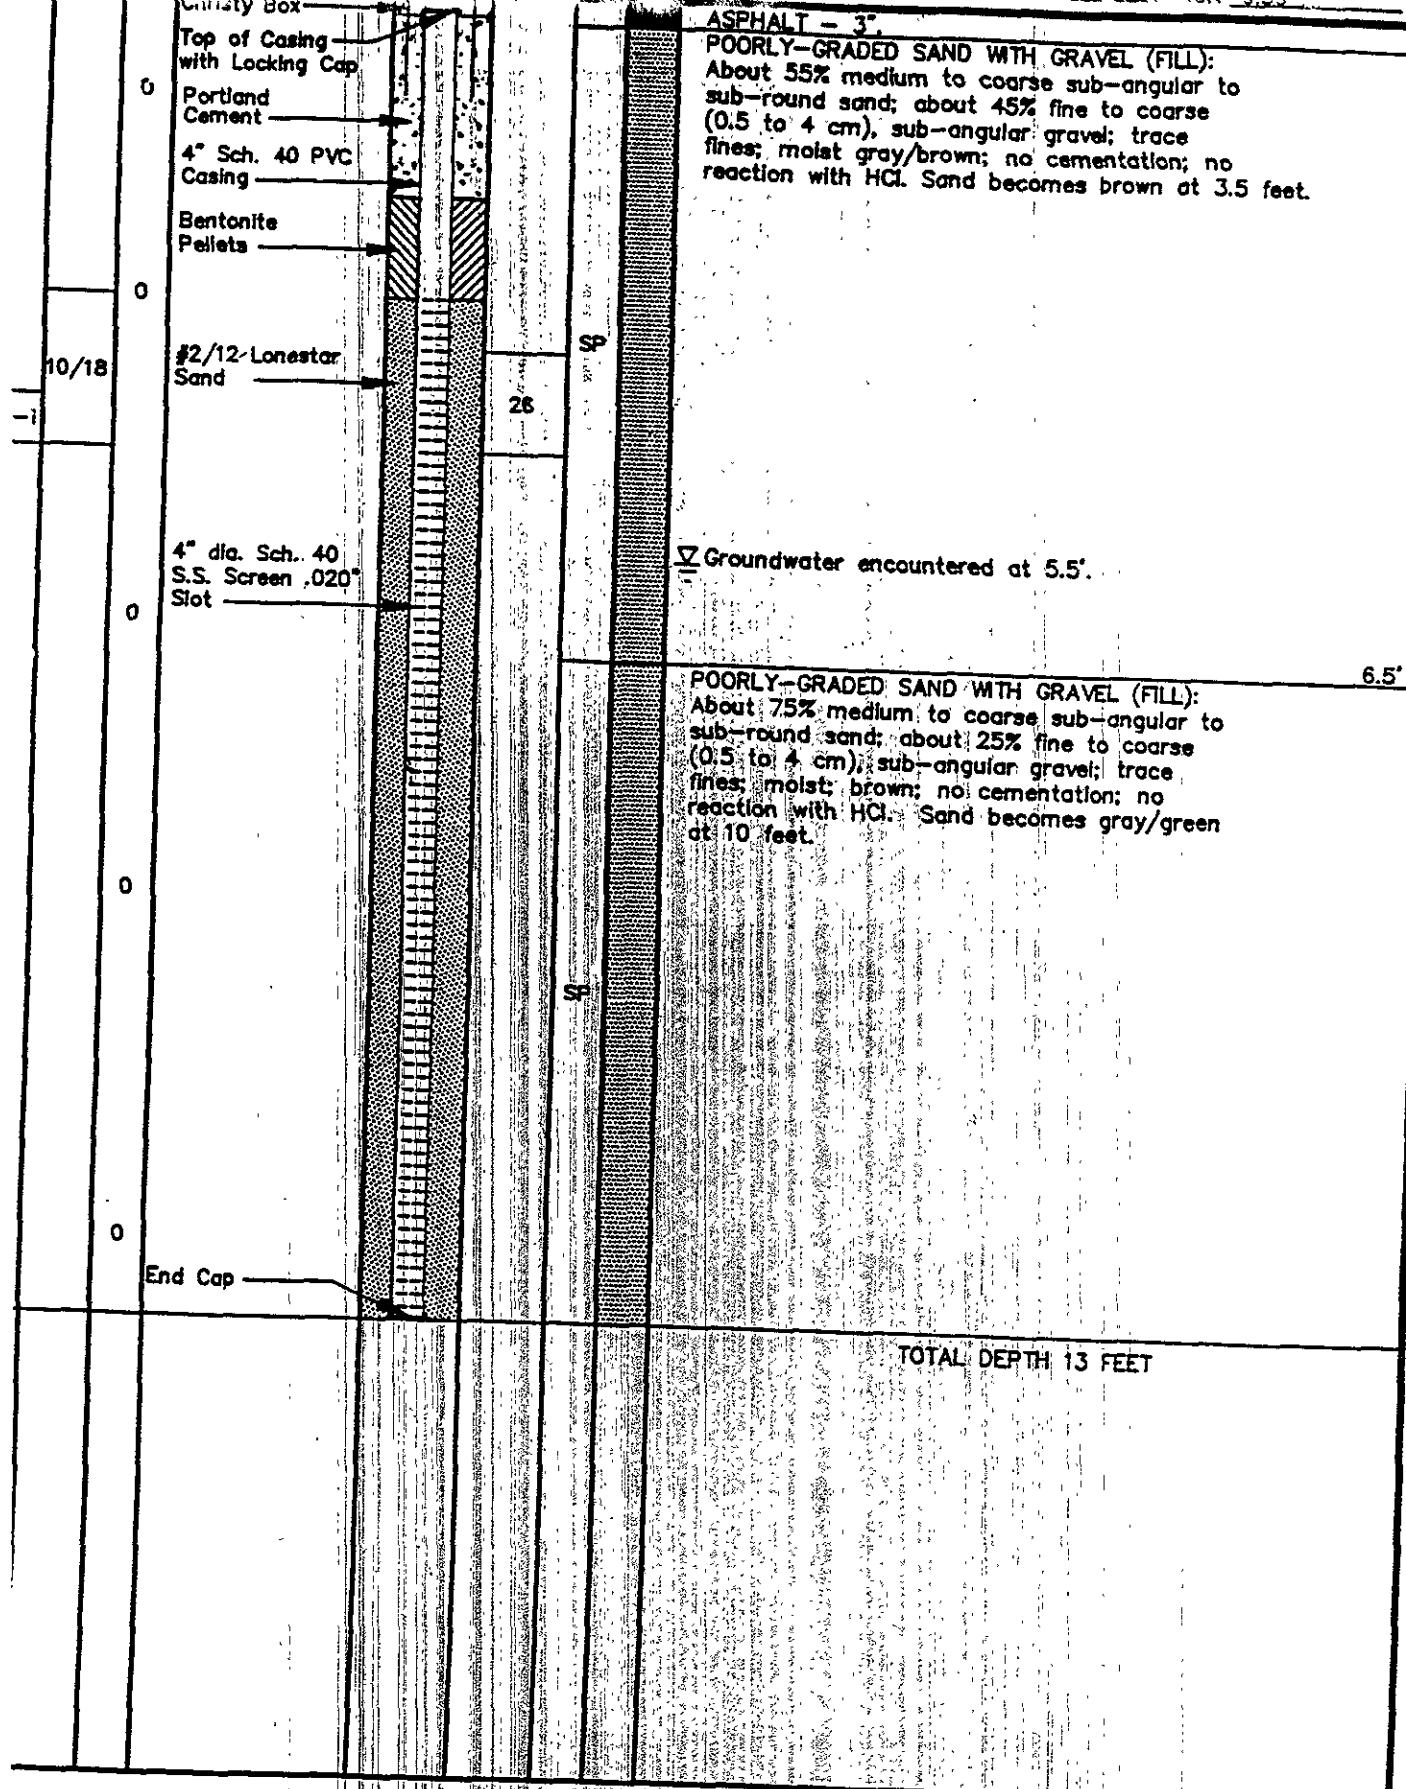 Christy Box
Top of Casing
with Locking Cap
0
Portland
Cement
4" Sch. 40 PVC
Casing
Bentonite
Pellets
0
10/18
#2/12 Lonestar
Sand
26
4" dia. Sch. 40
S.S. Screen .020"
Slot
0
0
0
End Cap
SP
SP
ASPHALT – 3".
POORLY–GRADED SAND WITH GRAVEL (FILL):
About 55% medium to coarse sub–angular to
sub–round sand; about 45% fine to coarse
(0.5 to 4 cm), sub–angular gravel; trace
fines; moist gray/brown; no cementation; no
reaction with HCl. Sand becomes brown at 3.5 feet.
Groundwater encountered at 5.5'.
6.5'
POORLY–GRADED SAND WITH GRAVEL (FILL):
About 75% medium to coarse sub–angular to
sub–round sand; about 25% fine to coarse
(0.5 to 4 cm), sub–angular gravel; trace
fines; moist; brown; no cementation; no
reaction with HCl. Sand becomes gray/green
at 10 feet.
TOTAL DEPTH 13 FEET